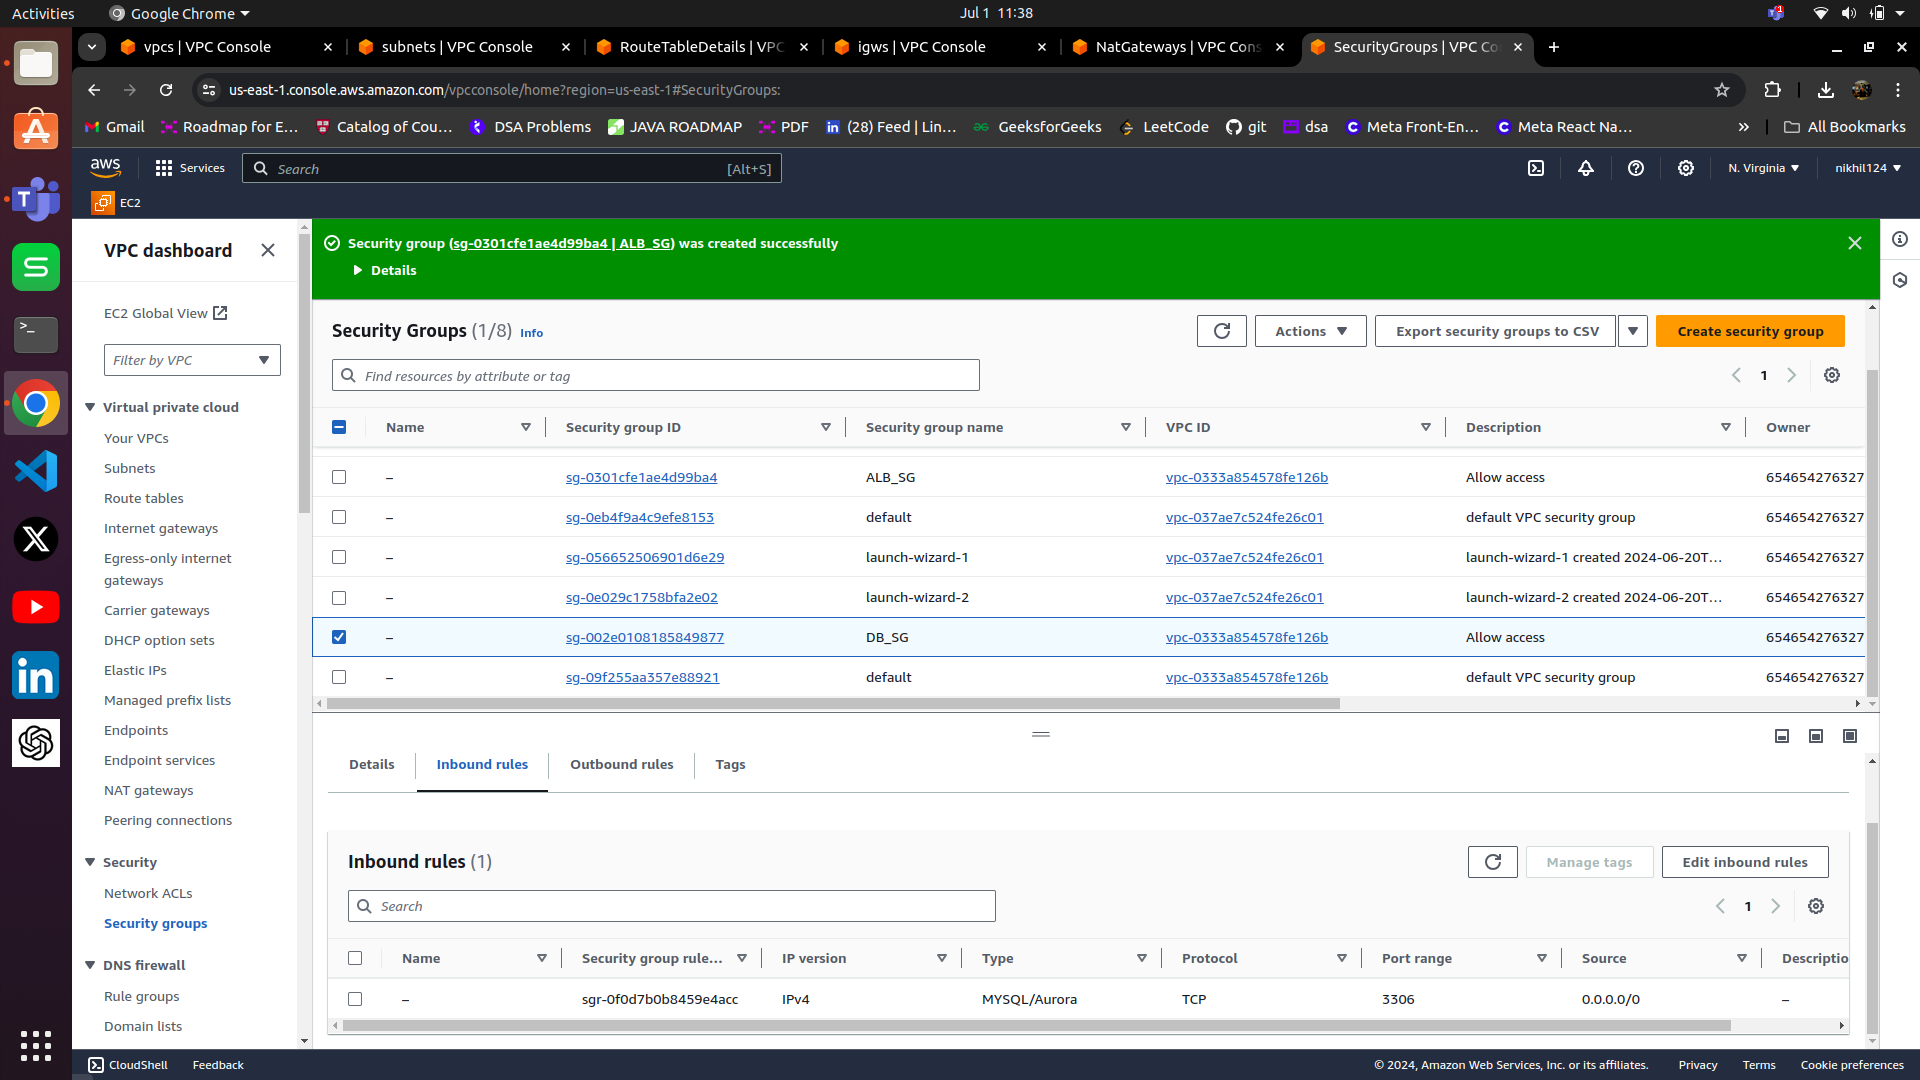 Activities
Google Chrome
Jul 1 11:38
1
vpcs | VPC Console
subnets | VPC Console
RouteTableDetails | VPC
igws | VPC Console
NatGateways | VPC Cons
SecurityGroups | VPC Co
us-east-1.console.aws.amazon.com/vpcconsole/home?region=us-east-1#SecurityGroups:
Gmail
Roadmap for E...
Catalog of Cou...
DSA Problems
JAVA ROADMAP
PDF
(28) Feed | Lin...
GeeksforGeeks
LeetCode
git
dsa
Meta Front-En...
Meta React Na...
All Bookmarks
aws
Services
Search
[Alt+S]
N. Virginia
nikhil124
EC2
VPC dashboard
EC2 Global View
Filter by VPC
Virtual private cloud
Your VPCs
Subnets
Route tables
Internet gateways
Egress-only internet
gateways
Carrier gateways
DHCP option sets
Elastic IPs
Managed prefix lists
Endpoints
Endpoint services
NAT gateways
Peering connections
Security
Network ACLs
Security groups
DNS firewall
Rule groups
Domain lists
Security group (sg-0301cfe1ae4d99ba4 | ALB_SG) was created successfully
Details
Security Groups (1/8) Info
Actions
Export security groups to CSV
Create security group
Find resources by attribute or tag
1
Name Security group ID Security group name VPC ID Description Owner
– sg-0301cfe1ae4d99ba4 ALB_SG vpc-0333a854578fe126b Allow access 654654276327
– sg-0eb4f9a4c9efe8153 default vpc-037ae7c524fe26c01 default VPC security group 654654276327
– sg-056652506901d6e29 launch-wizard-1 vpc-037ae7c524fe26c01 launch-wizard-1 created 2024-06-20T... 654654276327
– sg-0e029c1758bfa2e02 launch-wizard-2 vpc-037ae7c524fe26c01 launch-wizard-2 created 2024-06-20T... 654654276327
– sg-002e0108185849877 DB_SG vpc-0333a854578fe126b Allow access 654654276327
– sg-09f255aa357e88921 default vpc-0333a854578fe126b default VPC security group 654654276327
Details
Inbound rules
Outbound rules
Tags
Inbound rules (1)
Manage tags
Edit inbound rules
Search
1
Name Security group rule... IP version Type Protocol Port range Source Descriptio
– sgr-0f0d7b0b8459e4acc IPv4 MYSQL/Aurora TCP 3306 0.0.0.0/0 –
CloudShell
Feedback
© 2024, Amazon Web Services, Inc. or its affiliates.
Privacy
Terms
Cookie preferences